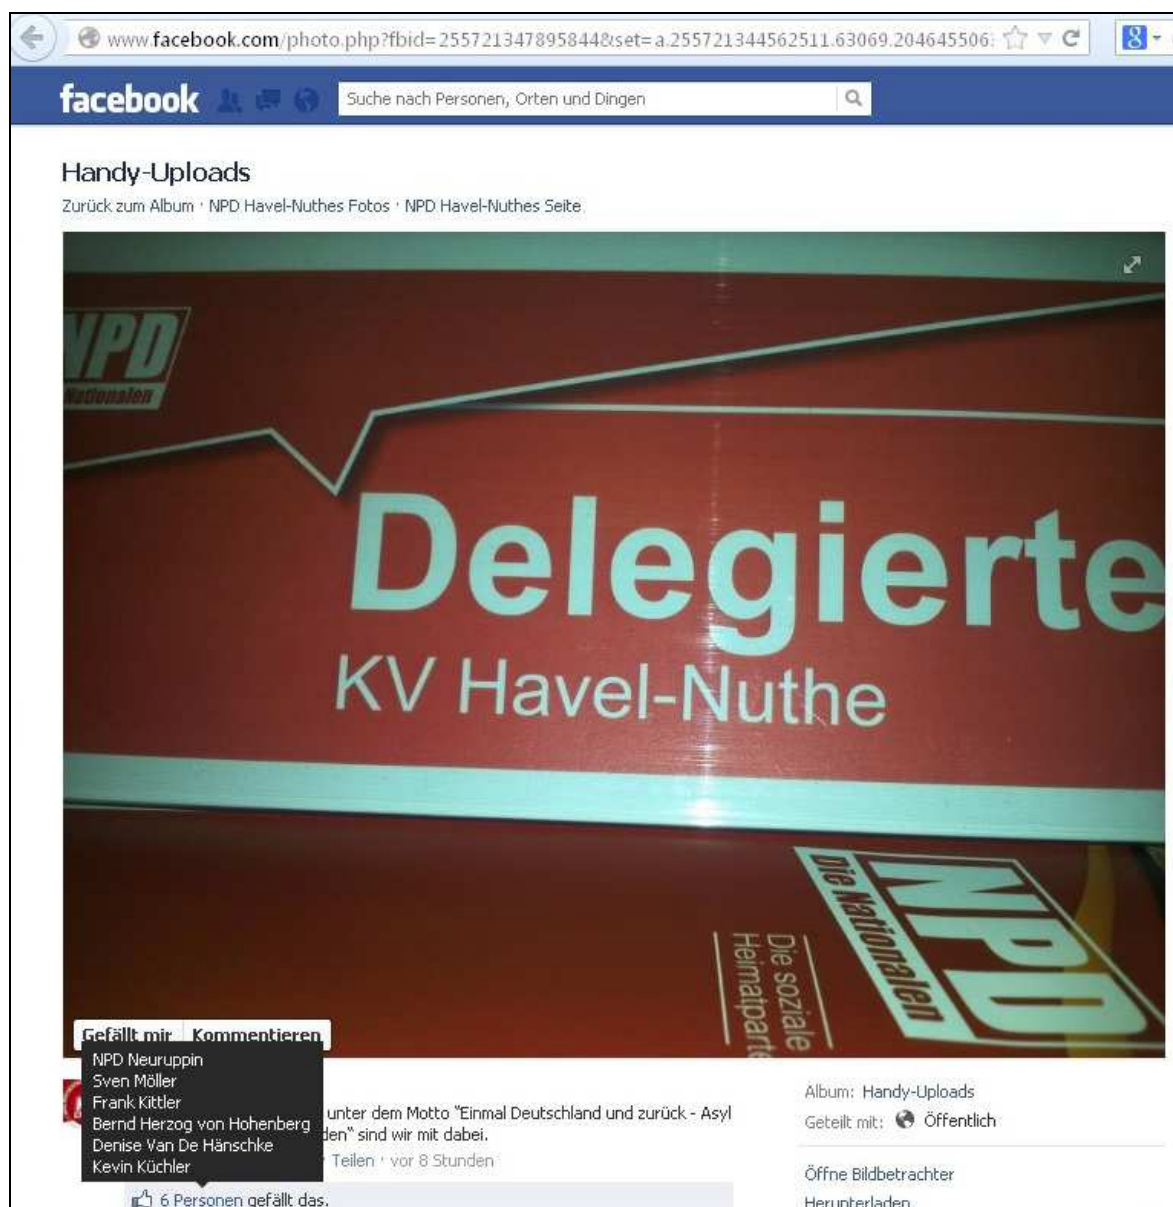 www.facebook.com/photo.php?fbid=255721347895844&set=a.255721344562511.63069.204645506
facebook
Suche nach Personen, Orten und Dingen
Handy-Uploads
Zurück zum Album · NPD Havel-Nuthes Fotos · NPD Havel-Nuthes Seite
NPD
Nationalen
Delegierte
KV Havel-Nuthe
NPD
Die Nationalen
Die soziale
Heimatparte
Gefällt mir Kommentieren
NPD Neuruppin
Sven Möller
Frank Kittler
Bernd Herzog von Hohenberg
Denise Van De Hänschke
Kevin Küchler
unter dem Motto "Einmal Deutschland und zurück - Asyl
den" sind wir mit dabei.
Teilen · vor 8 Stunden
6 Personen gefällt das.
Album: Handy-Uploads
Geteilt mit: Öffentlich
Öffne Bildbetrachter
Herunterladen